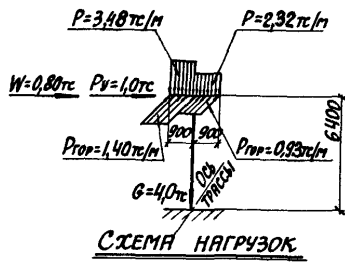 P=3,48тс/м
P=2,32тс/м
W=0,80тс
Pу=1,0тс
900
900
Pгор=1,40тс/м
Pгор=0,93тс/м
6400
G=4,0тс
ОСЬ
ТРАССЫ
СХЕМА НАГРУЗОК